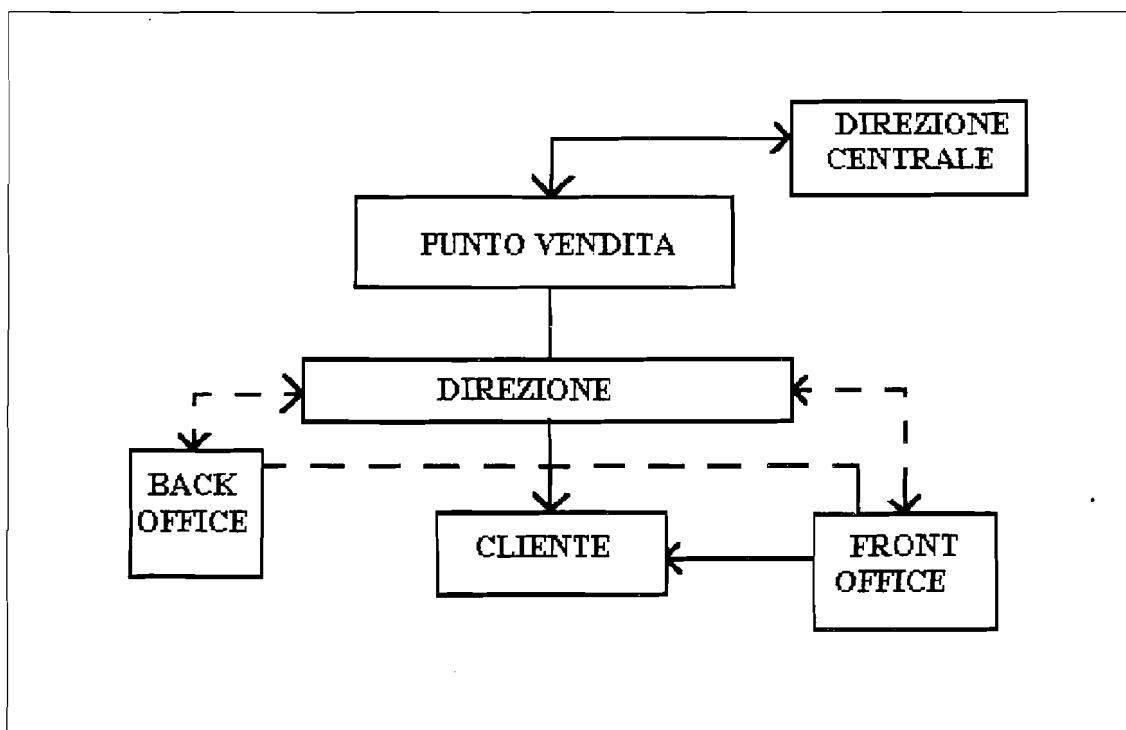 DIREZIONE
CENTRALE
PUNTO VENDITA
DIREZIONE
BACK
OFFICE
CLIENTE
FRONT
OFFICE